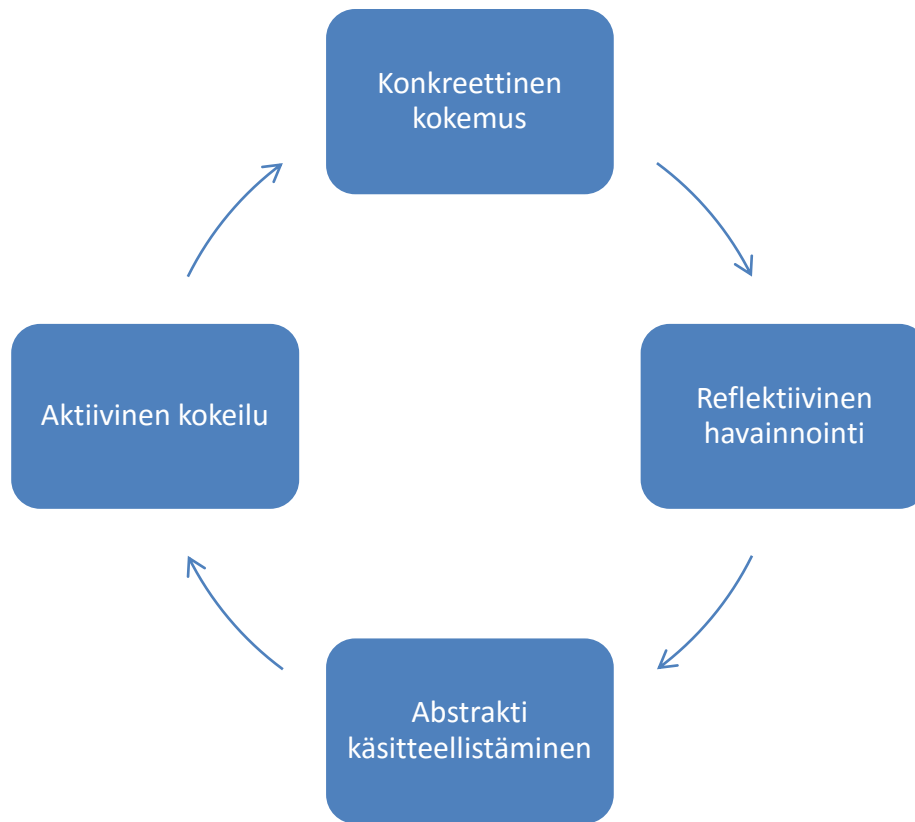 Konkreettinen
kokemus
Reflektiivinen
havainnointi
Abstrakti
käsitteellistäminen
Aktiivinen kokeilu